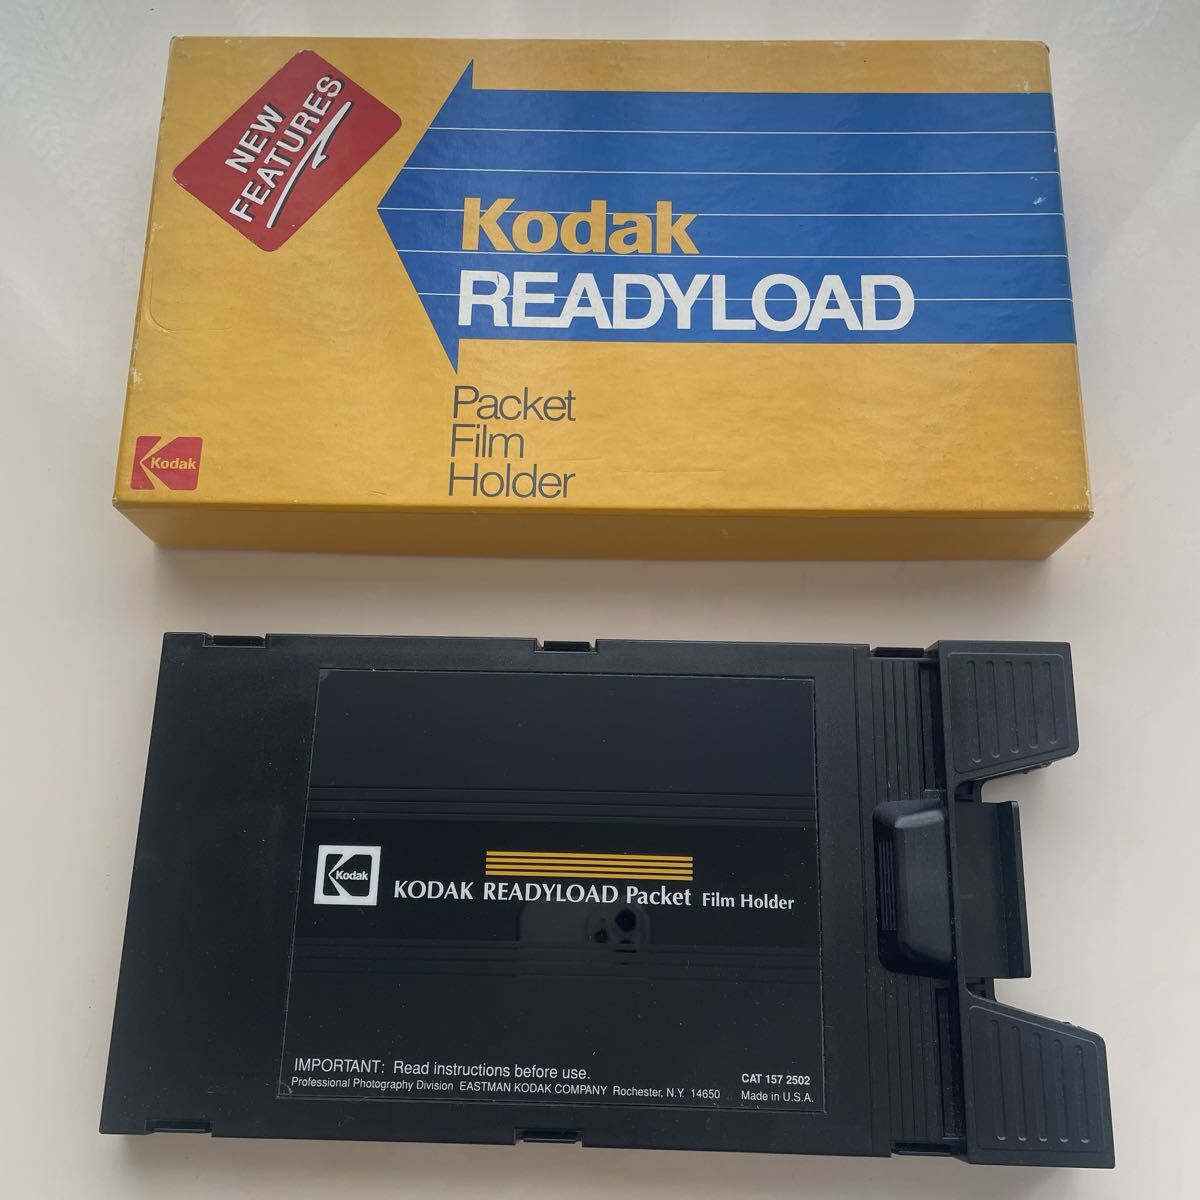 NEW
FEATURES
Kodak
READYLOAD
Packet
Film
Holder
Kodak
Kodak
KODAK READYLOAD Packet Film Holder
IMPORTANT: Read instructions before use.
Professional Photography Division EASTMAN KODAK COMPANY Rochester, N.Y. 14650
CAT 157 2502
Made in U.S.A.